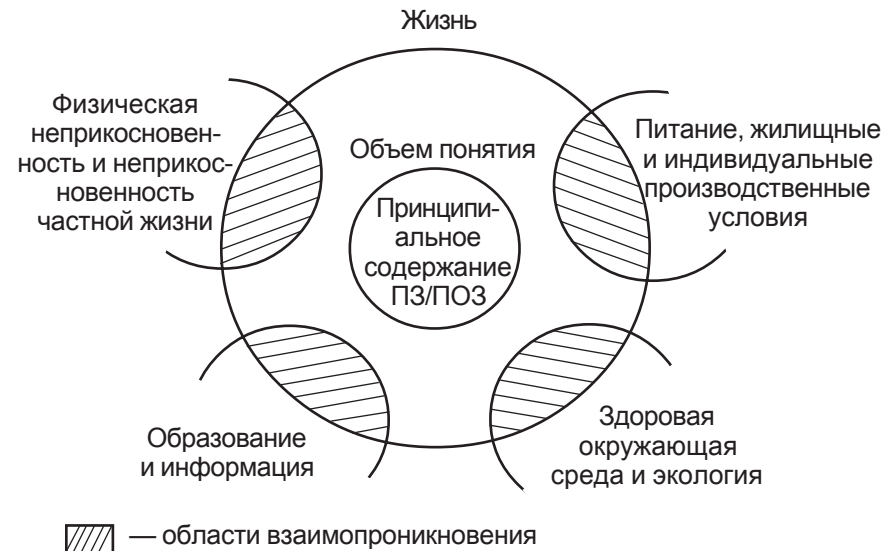 Жизнь
Физическая
неприкосновен-
ность и неприкос-
новенность
частной жизни
Объем понятия
Питание, жилищные
и индивидуальные
производственные
условия
Принципи-
альное
содержание
ПЗ/ПОЗ
Образование
и информация
Здоровая
окружающая
среда и экология
— области взаимопроникновения